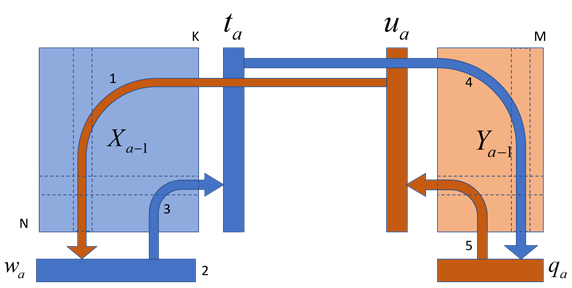 t_a u_a
K M
1 4
X_{a-1} Y_{a-1}
3
N
5
w_a 2 q_a